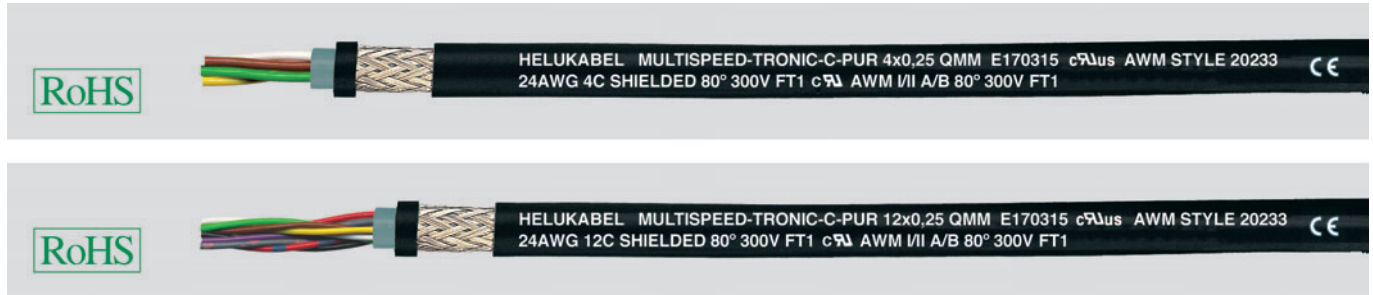 RoHS
HELUKABEL MULTISPEED-TRONIC-C-PUR 4x0,25 QMM E170315 cRUus AWM STYLE 20233 CE
24AWG 4C SHIELDED 80° 300V FT1 cRU AWM I/II A/B 80° 300V FT1
RoHS
HELUKABEL MULTISPEED-TRONIC-C-PUR 12x0,25 QMM E170315 cRUus AWM STYLE 20233 CE
24AWG 12C SHIELDED 80° 300V FT1 cRU AWM I/II A/B 80° 300V FT1